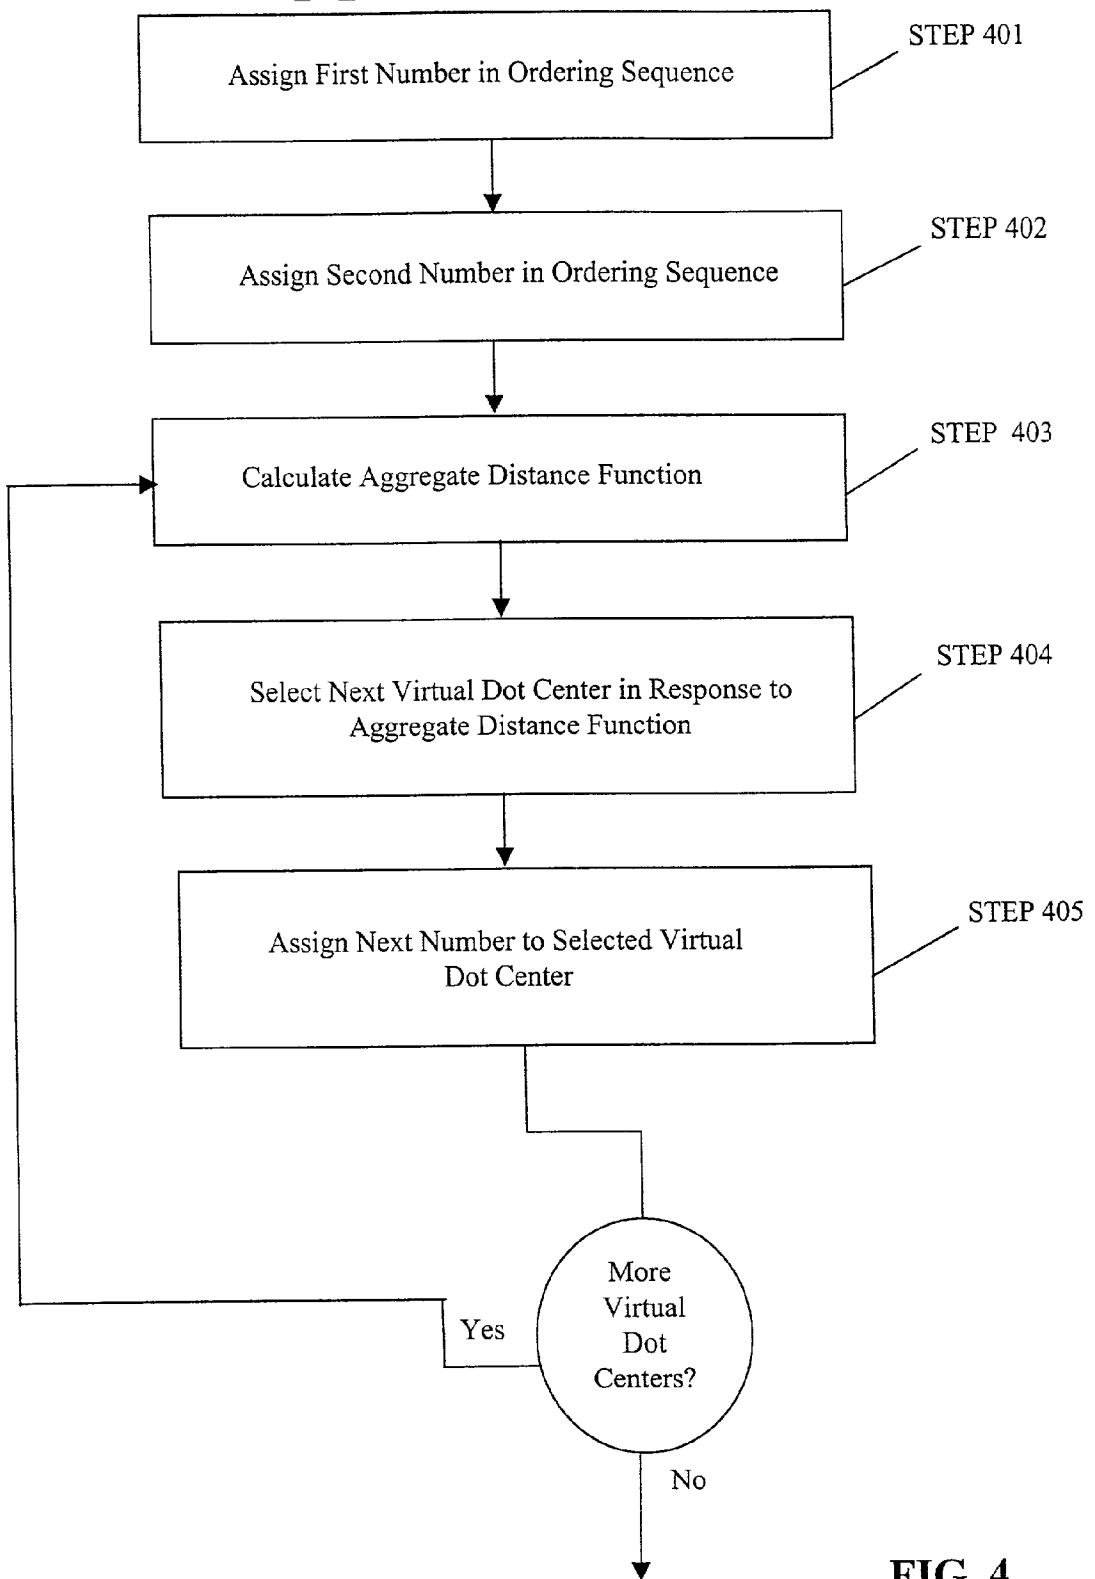 Assign First Number in Ordering Sequence
STEP 401
Assign Second Number in Ordering Sequence
STEP 402
Calculate Aggregate Distance Function
STEP 403
Select Next Virtual Dot Center in Response to
Aggregate Distance Function
STEP 404
Assign Next Number to Selected Virtual
Dot Center
STEP 405
More
Virtual
Dot
Centers?
Yes
No
FIG. 4